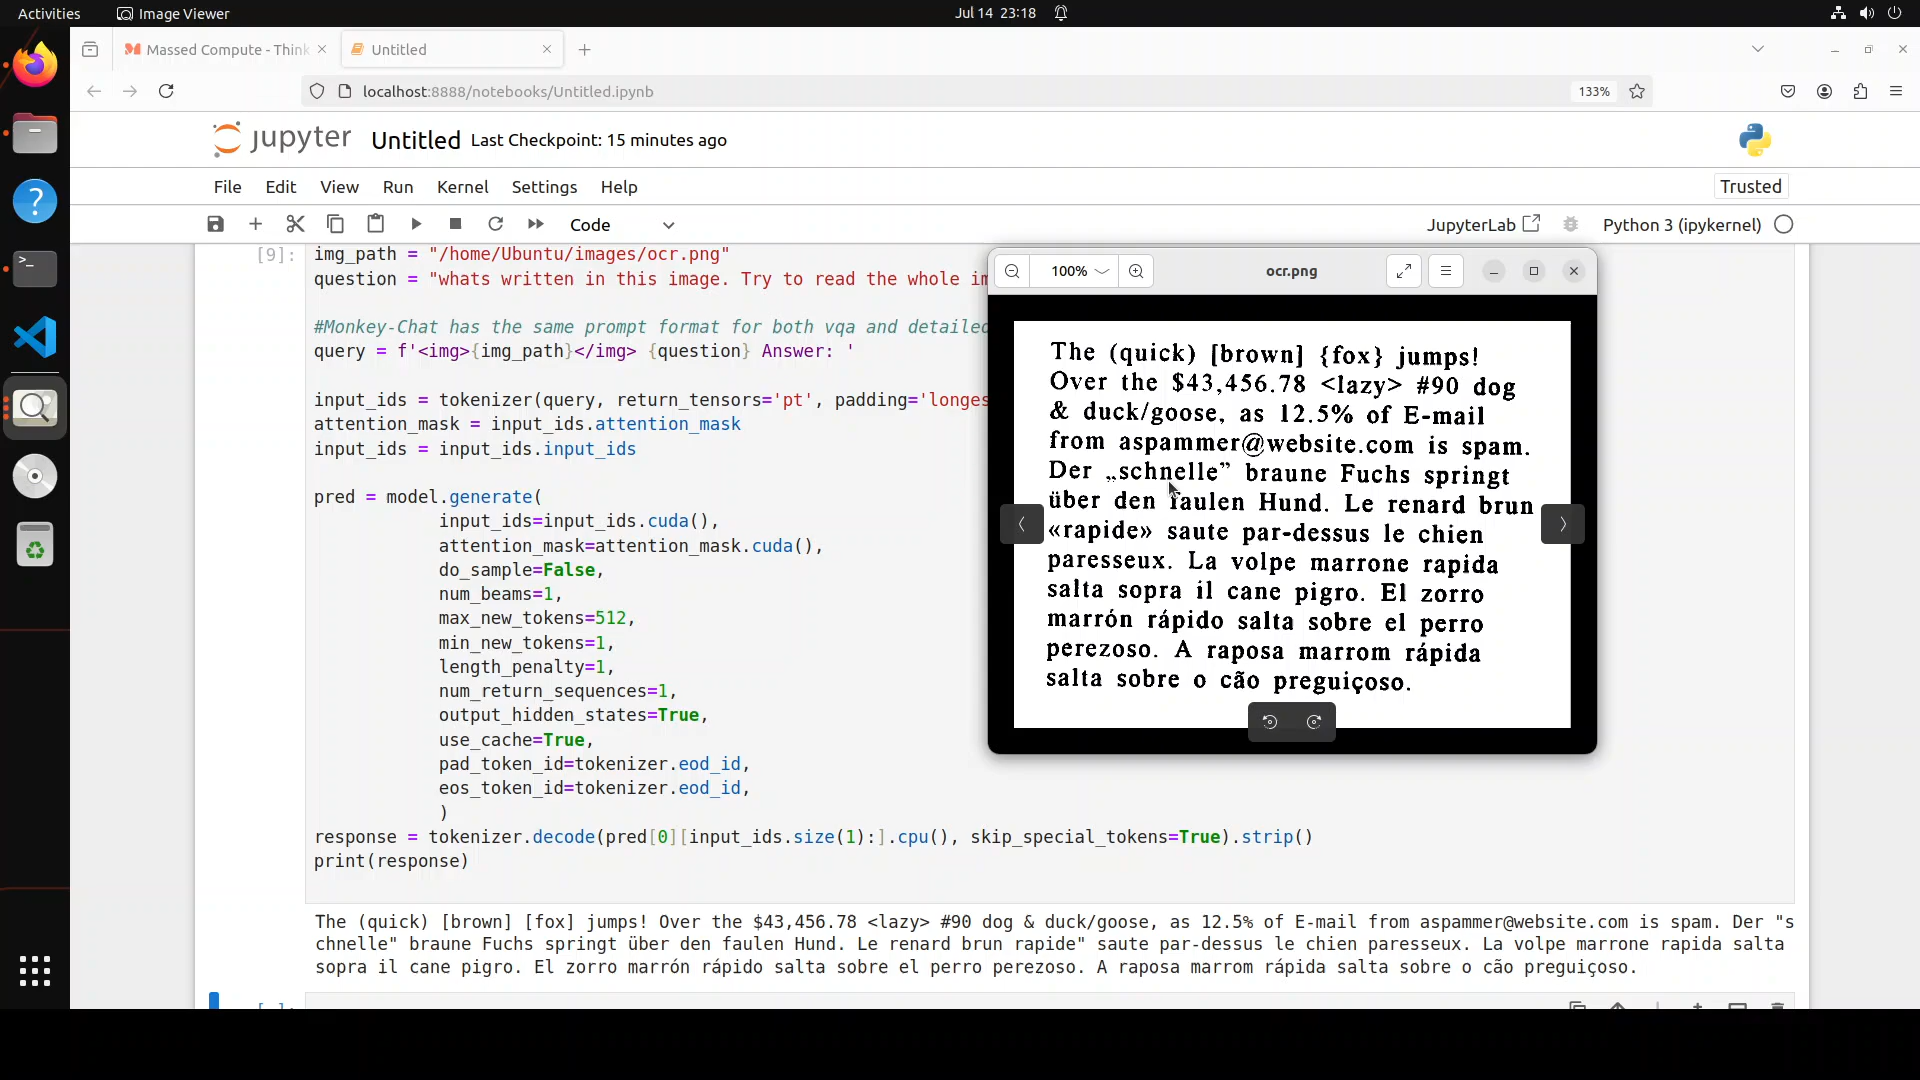 Activities Image Viewer Jul 14 23:18
Massed Compute - Think Untitled
localhost:8888/notebooks/Untitled.ipynb 133%
jupyter Untitled Last Checkpoint: 15 minutes ago
File Edit View Run Kernel Settings Help Trusted
Code JupyterLab Python 3 (ipykernel)
[9]: img_path = "/home/Ubuntu/images/ocr.png"
question = "whats written in this image. Try to read the whole
#Monkey-Chat has the same prompt format for both vqa and detailed
query = f'<img>{img_path}</img> {question} Answer: '
input_ids = tokenizer(query, return_tensors='pt', padding='longes
attention_mask = input_ids.attention_mask
input_ids = input_ids.input_ids
pred = model.generate(
input_ids=input_ids.cuda(),
attention_mask=attention_mask.cuda(),
do_sample=False,
num_beams=1,
max_new_tokens=512,
min_new_tokens=1,
length_penalty=1,
num_return_sequences=1,
output_hidden_states=True,
use_cache=True,
pad_token_id=tokenizer.eod_id,
eos_token_id=tokenizer.eod_id,
)
response = tokenizer.decode(pred[0][input_ids.size(1):].cpu(), skip_special_tokens=True).strip()
print(response)
100% ocr.png
The (quick) [brown] {fox} jumps!
Over the $43,456.78 <lazy> #90 dog
& duck/goose, as 12.5% of E-mail
from aspammer@website.com is spam.
Der „schnelle” braune Fuchs springt
über den faulen Hund. Le renard brun
«rapide» saute par-dessus le chien
paresseux. La volpe marrone rapida
salta sopra il cane pigro. El zorro
marrón rápido salta sobre el perro
perezoso. A raposa marrom rápida
salta sobre o cão preguiçoso.
The (quick) [brown] [fox] jumps! Over the $43,456.78 <lazy> #90 dog & duck/goose, as 12.5% of E-mail from aspammer@website.com is spam. Der "s
chnelle" braune Fuchs springt über den faulen Hund. Le renard brun rapide" saute par-dessus le chien paresseux. La volpe marrone rapida salta
sopra il cane pigro. El zorro marrón rápido salta sobre el perro perezoso. A raposa marrom rápida salta sobre o cão preguiçoso.